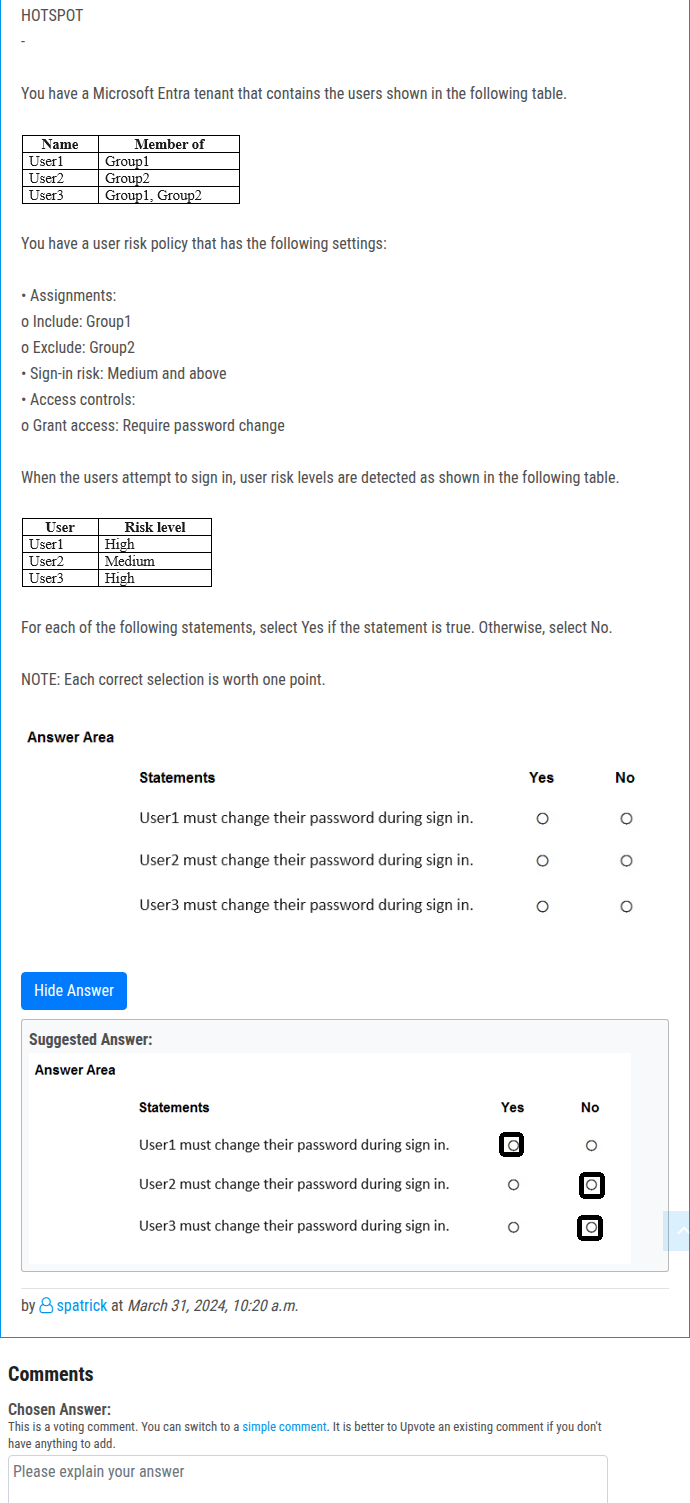 HOTSPOT
-
You have a Microsoft Entra tenant that contains the users shown in the following table.
Name Member of
User1 Group1
User2 Group2
User3 Group1, Group2
You have a user risk policy that has the following settings:
• Assignments:
o Include: Group1
o Exclude: Group2
• Sign-in risk: Medium and above
• Access controls:
o Grant access: Require password change
When the users attempt to sign in, user risk levels are detected as shown in the following table.
User Risk level
User1 High
User2 Medium
User3 High
For each of the following statements, select Yes if the statement is true. Otherwise, select No.
NOTE: Each correct selection is worth one point.
Answer Area
Statements Yes No
User1 must change their password during sign in.
User2 must change their password during sign in.
User3 must change their password during sign in.
Hide Answer
Suggested Answer:
Answer Area
Statements Yes No
User1 must change their password during sign in.
User2 must change their password during sign in.
User3 must change their password during sign in.
by spatrick at March 31, 2024, 10:20 a.m.
Comments
Chosen Answer:
This is a voting comment. You can switch to a simple comment. It is better to Upvote an existing comment if you don't
have anything to add.
Please explain your answer